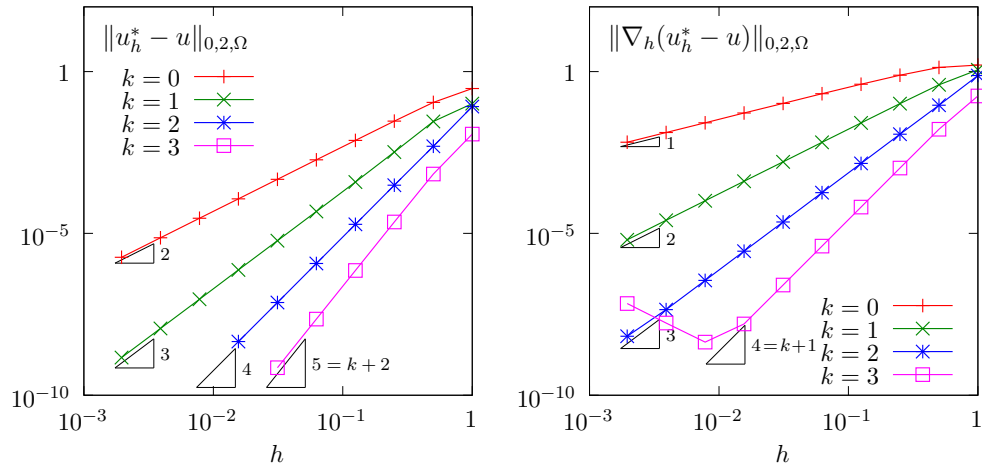 ‖u*_h − u‖_{0,2,Ω}
k = 0
k = 1
k = 2
k = 3
1
10^{−5}
10^{−10}
2
3
4
5 = k + 2
10^{−3}
10^{−2}
10^{−1}
1
h
‖∇_h(u*_h − u)‖_{0,2,Ω}
1
10^{−5}
10^{−10}
1
2
3
4 = k+1
k = 0
k = 1
k = 2
k = 3
10^{−3}
10^{−2}
10^{−1}
1
h